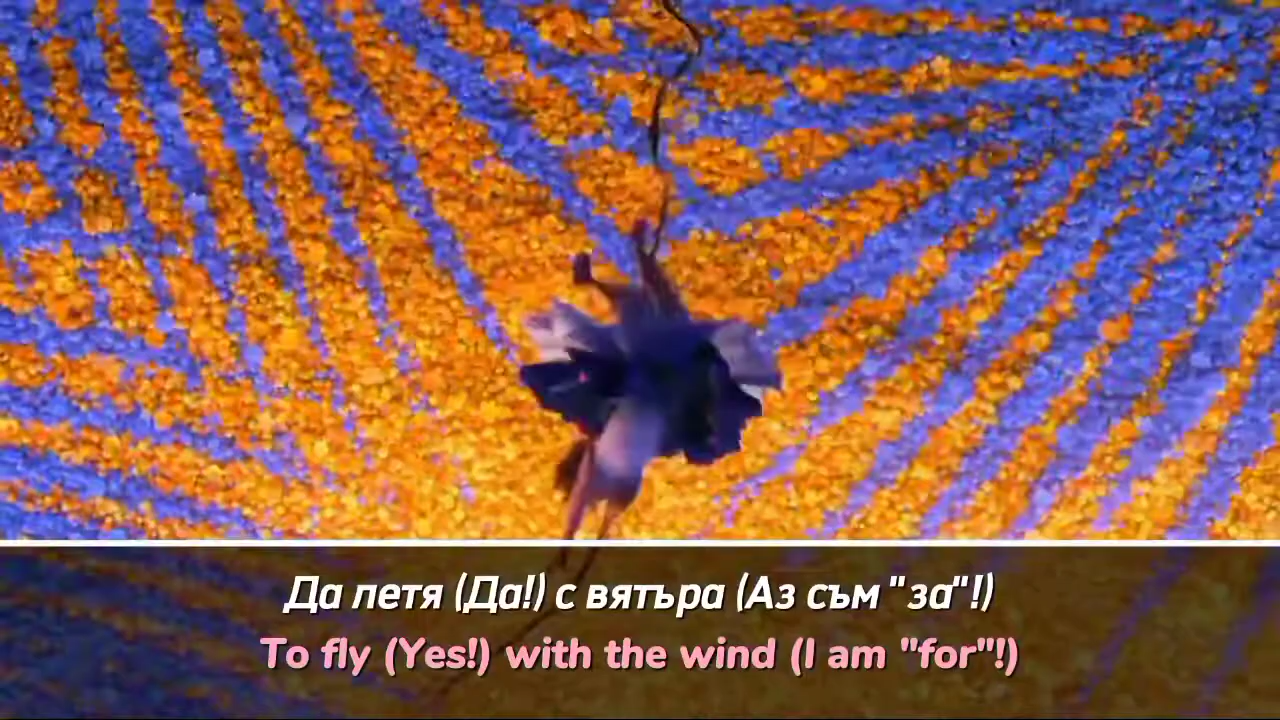 Да летя (Да!) с вятъра (Аз съм "за"!)
To fly (Yes!) with the wind (I am "for"!)